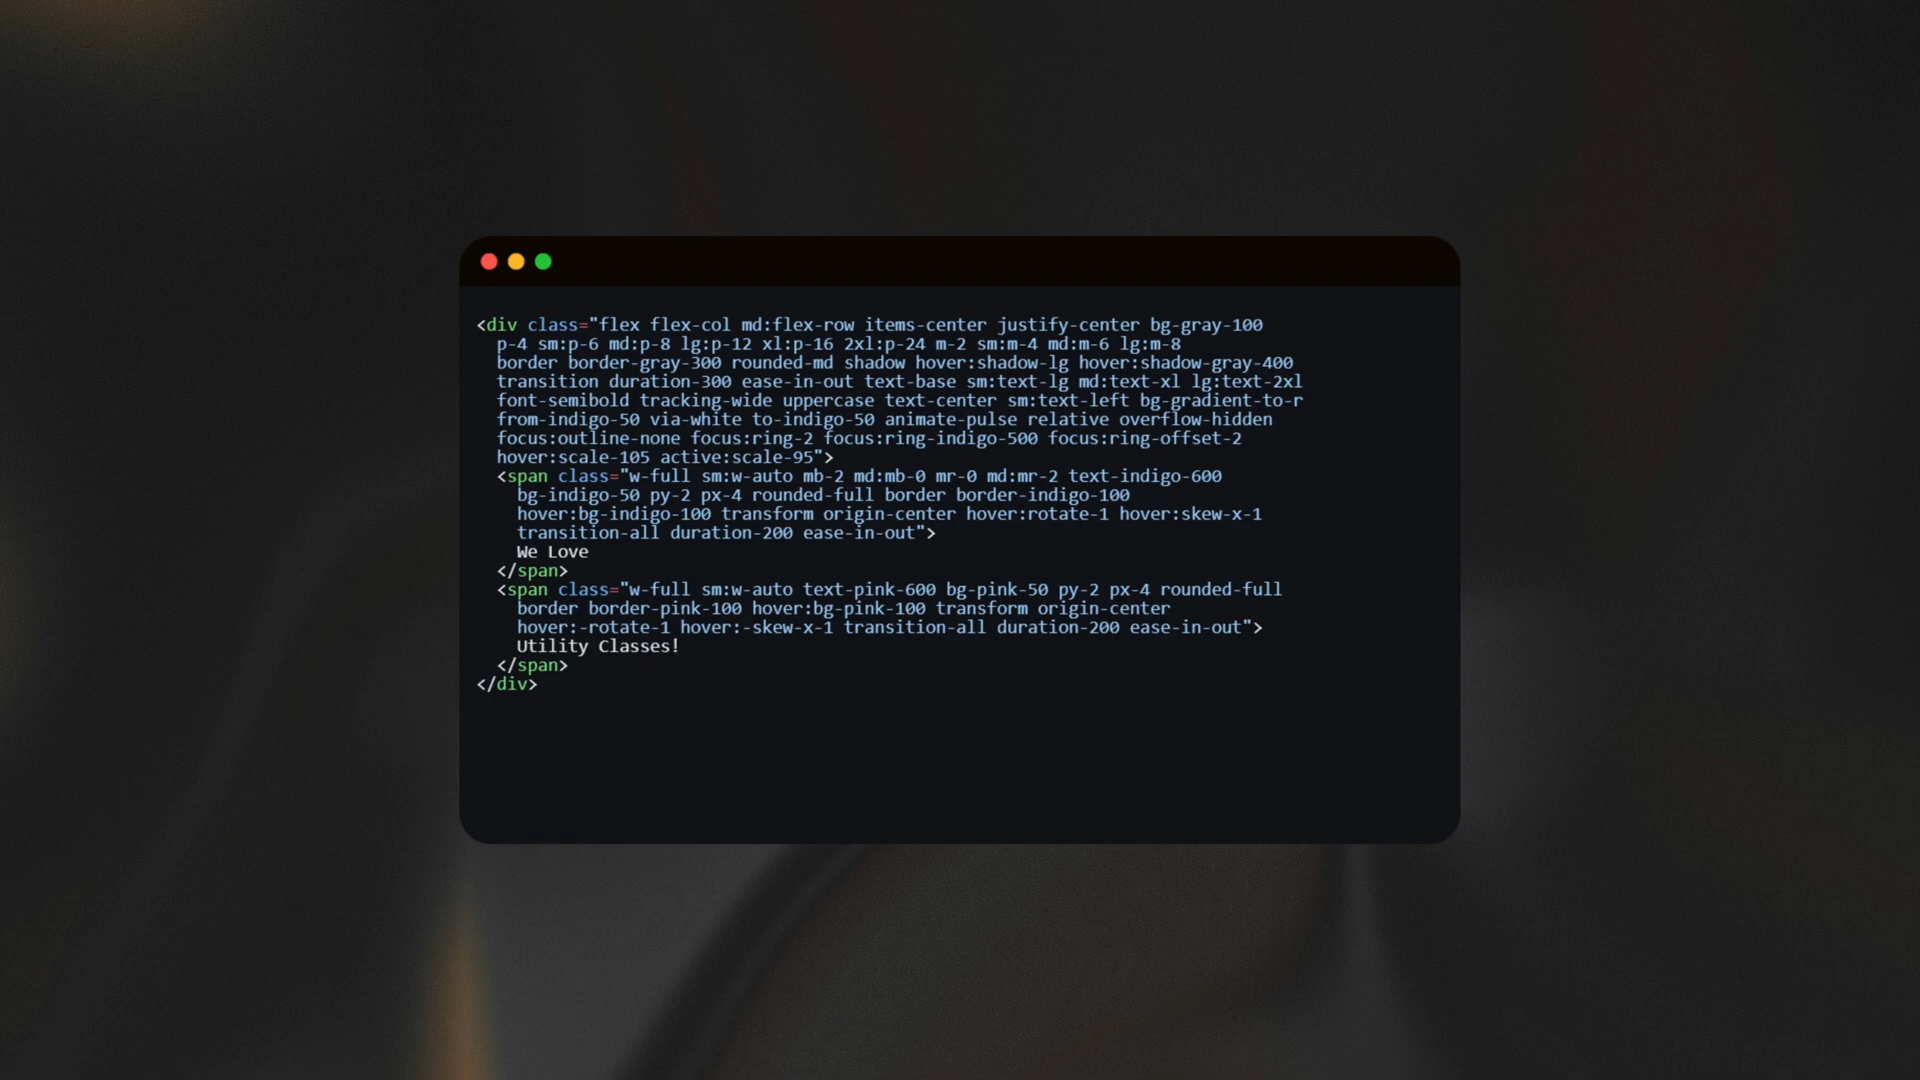 <div class="flex flex-col md:flex-row items-center justify-center bg-gray-100
p-4 sm:p-6 md:p-8 lg:p-12 xl:p-16 2xl:p-24 m-2 sm:m-4 md:m-6 lg:m-8
border border-gray-300 rounded-md shadow hover:shadow-lg hover:shadow-gray-400
transition duration-300 ease-in-out text-base sm:text-lg md:text-xl lg:text-2xl
font-semibold tracking-wide uppercase text-center sm:text-left bg-gradient-to-r
from-indigo-50 via-white to-indigo-50 animate-pulse relative overflow-hidden
focus:outline-none focus:ring-2 focus:ring-indigo-500 focus:ring-offset-2
hover:scale-105 active:scale-95">
<span class="w-full sm:w-auto mb-2 md:mb-0 mr-0 md:mr-2 text-indigo-600
bg-indigo-50 py-2 px-4 rounded-full border border-indigo-100
hover:bg-indigo-100 transform origin-center hover:rotate-1 hover:skew-x-1
transition-all duration-200 ease-in-out">
We Love
</span>
<span class="w-full sm:w-auto text-pink-600 bg-pink-50 py-2 px-4 rounded-full
border border-pink-100 hover:bg-pink-100 transform origin-center
hover:-rotate-1 hover:-skew-x-1 transition-all duration-200 ease-in-out">
Utility Classes!
</span>
</div>